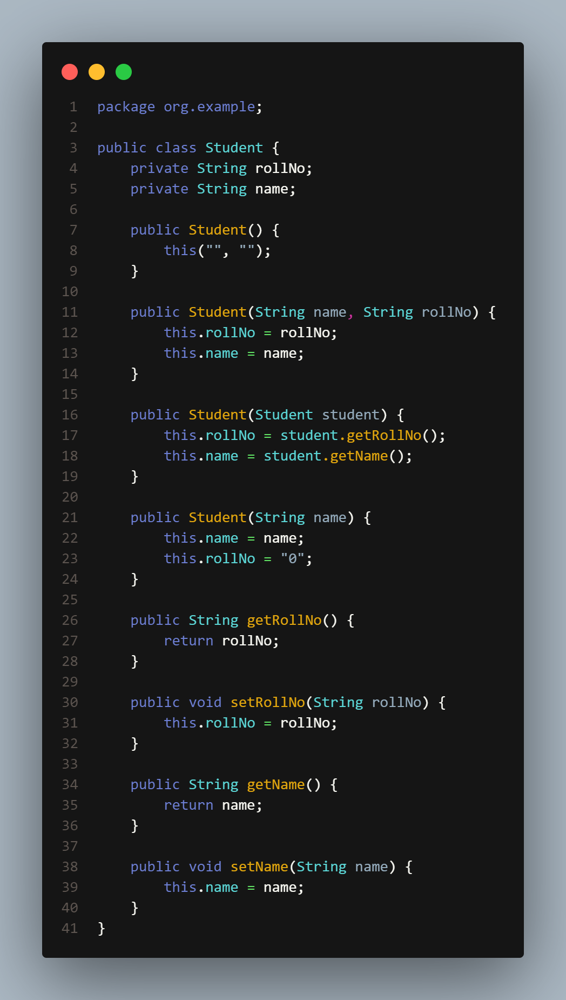 1 package org.example;
2
3 public class Student {
4     private String rollNo;
5     private String name;
6
7     public Student() {
8         this("", "");
9     }
10
11     public Student(String name, String rollNo) {
12         this.rollNo = rollNo;
13         this.name = name;
14     }
15
16     public Student(Student student) {
17         this.rollNo = student.getRollNo();
18         this.name = student.getName();
19     }
20
21     public Student(String name) {
22         this.name = name;
23         this.rollNo = "0";
24     }
25
26     public String getRollNo() {
27         return rollNo;
28     }
29
30     public void setRollNo(String rollNo) {
31         this.rollNo = rollNo;
32     }
33
34     public String getName() {
35         return name;
36     }
37
38     public void setName(String name) {
39         this.name = name;
40     }
41 }